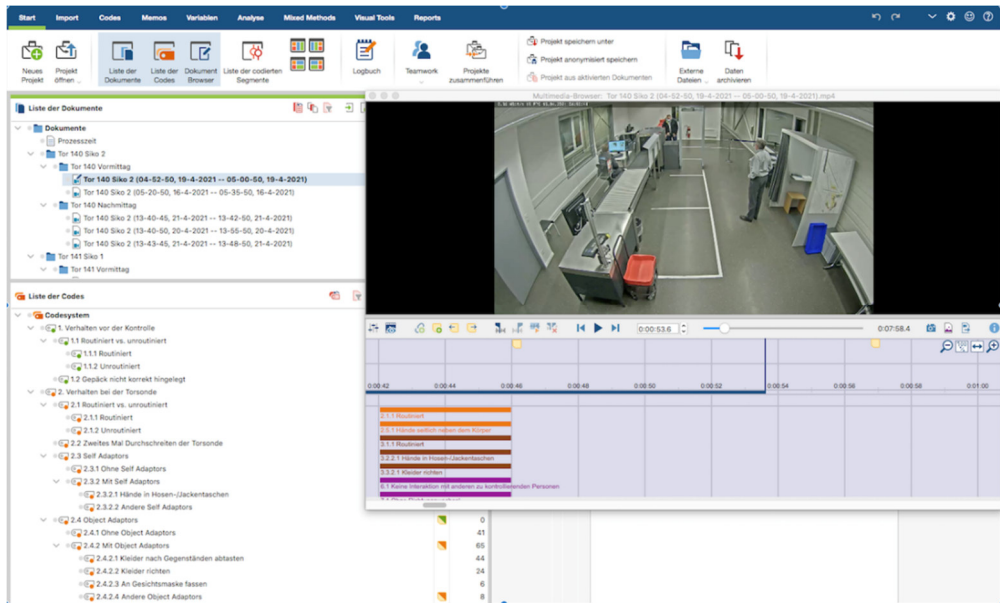 Start Import Codes Memos Variablen Analyse Mixed Methods Visual Tools Reports
Neues Projekt
Projekt öffnen ...
Liste der Dokumente
Liste der Codes
Dokument Browser
Liste der codierten Segmente
Logbuch
Teamwork
Projekte zusammenführen
Projekt speichern unter
Projekt anonymisiert speichern
Projekt aus aktivierten Dokumenten
Externe Dateien
Daten archivieren
Liste der Dokumente
Dokumente
Prozesszeit
Tor 140 Siko 2
Tor 140 Vormittag
Tor 140 Siko 2 (04-52-50, 19-4-2021 -- 05-00-50, 19-4-2021)
Tor 140 Siko 2 (05-20-50, 16-4-2021 -- 05-35-50, 16-4-2021)
Tor 140 Nachmittag
Tor 140 Siko 2 (13-40-45, 21-4-2021 -- 13-42-50, 21-4-2021)
Tor 140 Siko 2 (13-40-50, 20-4-2021 -- 13-55-50, 20-4-2021)
Tor 140 Siko 2 (13-43-45, 21-4-2021 -- 13-48-50, 21-4-2021)
Tor 141 Siko 1
Tor 141 Vormittag
Liste der Codes
Codesystem
1. Verhalten vor der Kontrolle
1.1 Routiniert vs. unroutiniert
1.1.1 Routiniert
1.1.2 Unroutiniert
1.2 Gepäck nicht korrekt hingelegt
2. Verhalten bei der Torsonde
2.1 Routiniert vs. unroutiniert
2.1.1 Routiniert
2.1.2 Unroutiniert
2.2 Zweites Mal Durchschreiten der Torsonde
2.3 Self Adaptors
2.3.1 Ohne Self Adaptors
2.3.2 Mit Self Adaptors
2.3.2.1 Hände in Hosen-/Jackentaschen
2.3.2.2 Andere Self Adaptors
2.4 Object Adaptors 0
2.4.1 Ohne Object Adaptors 41
2.4.2 Mit Object Adaptors 65
2.4.2.1 Kleider nach Gegenständen abtasten 44
2.4.2.2 Kleider richten 24
2.4.2.3 An Gesichtsmaske fassen 6
2.4.2.4 Andere Object Adaptors 8
Multimedia-Browser: Tor 140 Siko 2 (04-52-50, 19-4-2021 -- 05-00-50, 19-4-2021).mp4
0:00:53.6 0:07:58.4
0:00:42 0:00:44 0:00:46 0:00:48 0:00:50 0:00:52 0:00:54 0:00:56 0:00:58 0:01:00
2.1.1 Routiniert
2.5.1 Hände seitlich neben dem Körper
3.1.1 Routiniert
3.2.2.1 Hände in Hosen-/Jackentaschen
3.3.2.1 Kleider richten
6.1 Keine Interaktion mit anderen zu kontrollierenden Personen